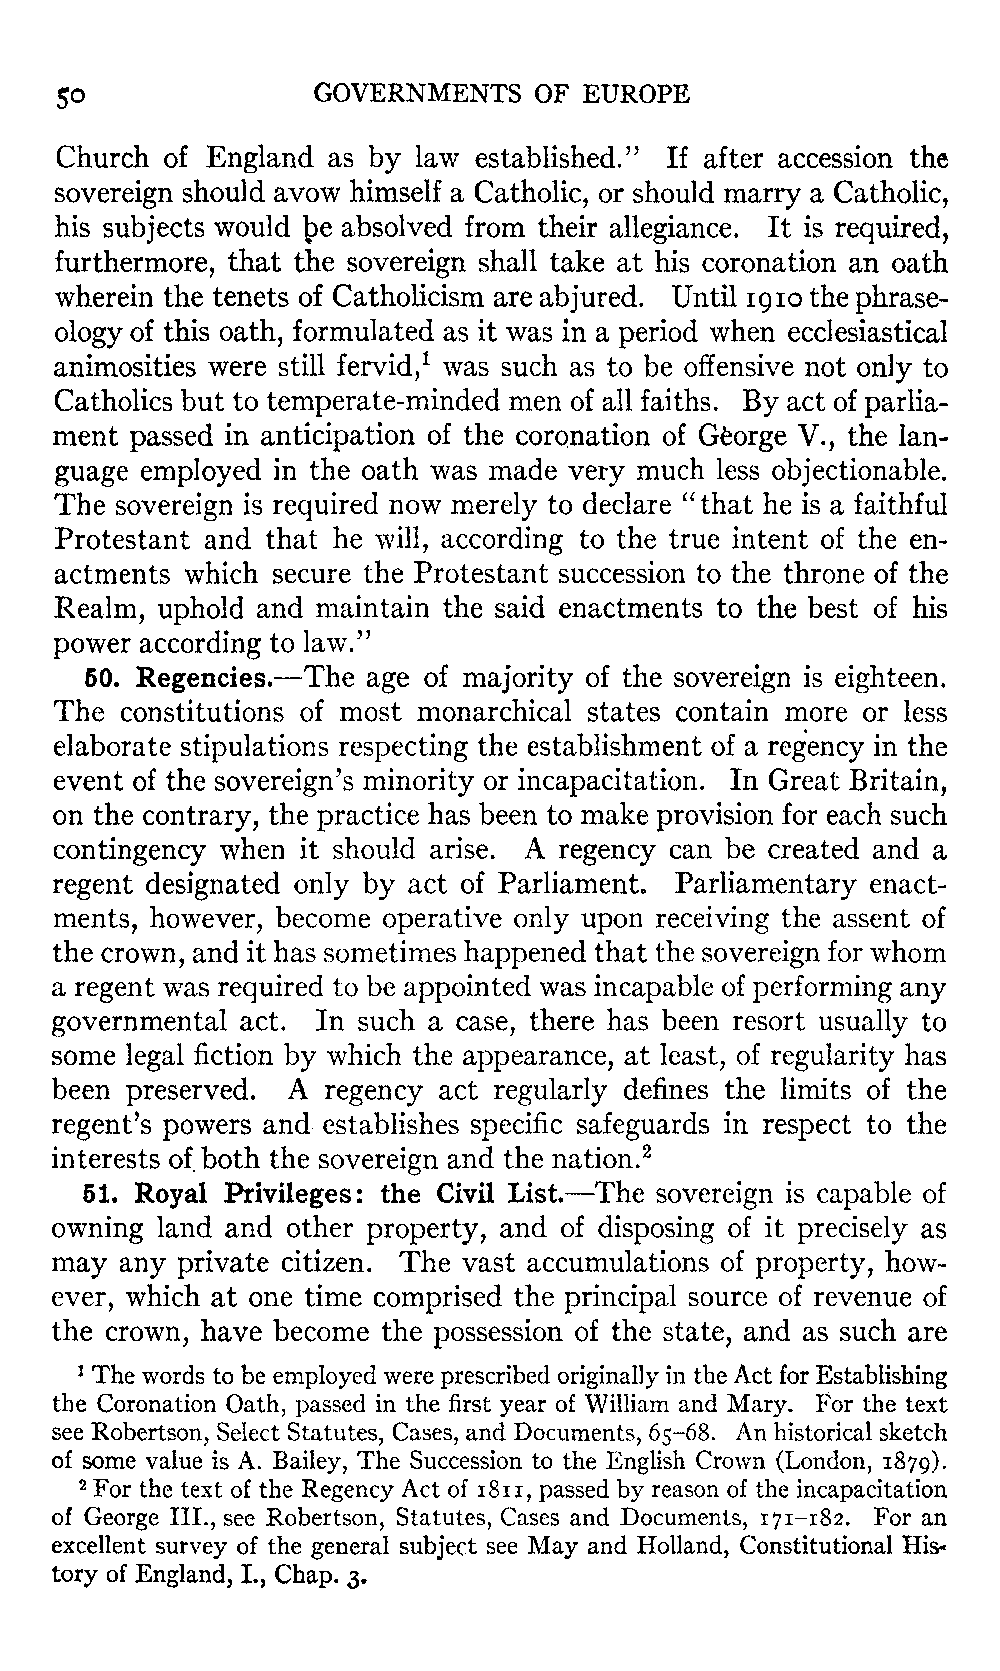 50 GOVERNMENTS OF EUROPE
Church of England as by law established.” If after accession the
sovereign should avow himself a Catholic, or should marry a Catholic,
his subjects would be absolved from their allegiance. It is required,
furthermore, that the sovereign shall take at his coronation an oath
wherein the tenets of Catholicism are abjured. Until 1910 the phrase-
ology of this oath, formulated as it was in a period when ecclesiastical
animosities were still fervid,¹ was such as to be offensive not only to
Catholics but to temperate-minded men of all faiths. By act of parlia-
ment passed in anticipation of the coronation of George V., the lan-
guage employed in the oath was made very much less objectionable.
The sovereign is required now merely to declare “that he is a faithful
Protestant and that he will, according to the true intent of the en-
actments which secure the Protestant succession to the throne of the
Realm, uphold and maintain the said enactments to the best of his
power according to law.”
50. Regencies.—The age of majority of the sovereign is eighteen.
The constitutions of most monarchical states contain more or less
elaborate stipulations respecting the establishment of a regency in the
event of the sovereign’s minority or incapacitation. In Great Britain,
on the contrary, the practice has been to make provision for each such
contingency when it should arise. A regency can be created and a
regent designated only by act of Parliament. Parliamentary enact-
ments, however, become operative only upon receiving the assent of
the crown, and it has sometimes happened that the sovereign for whom
a regent was required to be appointed was incapable of performing any
governmental act. In such a case, there has been resort usually to
some legal fiction by which the appearance, at least, of regularity has
been preserved. A regency act regularly defines the limits of the
regent’s powers and establishes specific safeguards in respect to the
interests of both the sovereign and the nation.²
51. Royal Privileges: the Civil List.—The sovereign is capable of
owning land and other property, and of disposing of it precisely as
may any private citizen. The vast accumulations of property, how-
ever, which at one time comprised the principal source of revenue of
the crown, have become the possession of the state, and as such are
¹ The words to be employed were prescribed originally in the Act for Establishing
the Coronation Oath, passed in the first year of William and Mary. For the text
see Robertson, Select Statutes, Cases, and Documents, 65–68. An historical sketch
of some value is A. Bailey, The Succession to the English Crown (London, 1879).
² For the text of the Regency Act of 1811, passed by reason of the incapacitation
of George III., see Robertson, Statutes, Cases and Documents, 171–182. For an
excellent survey of the general subject see May and Holland, Constitutional His-
tory of England, I., Chap. 3.